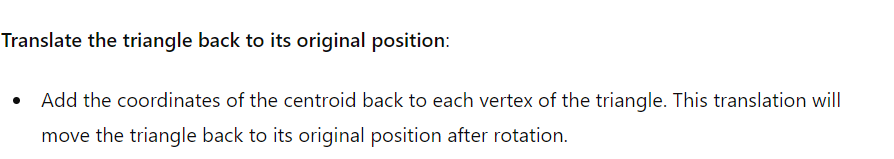 Translate the triangle back to its original position:
• Add the coordinates of the centroid back to each vertex of the triangle. This translation will
move the triangle back to its original position after rotation.